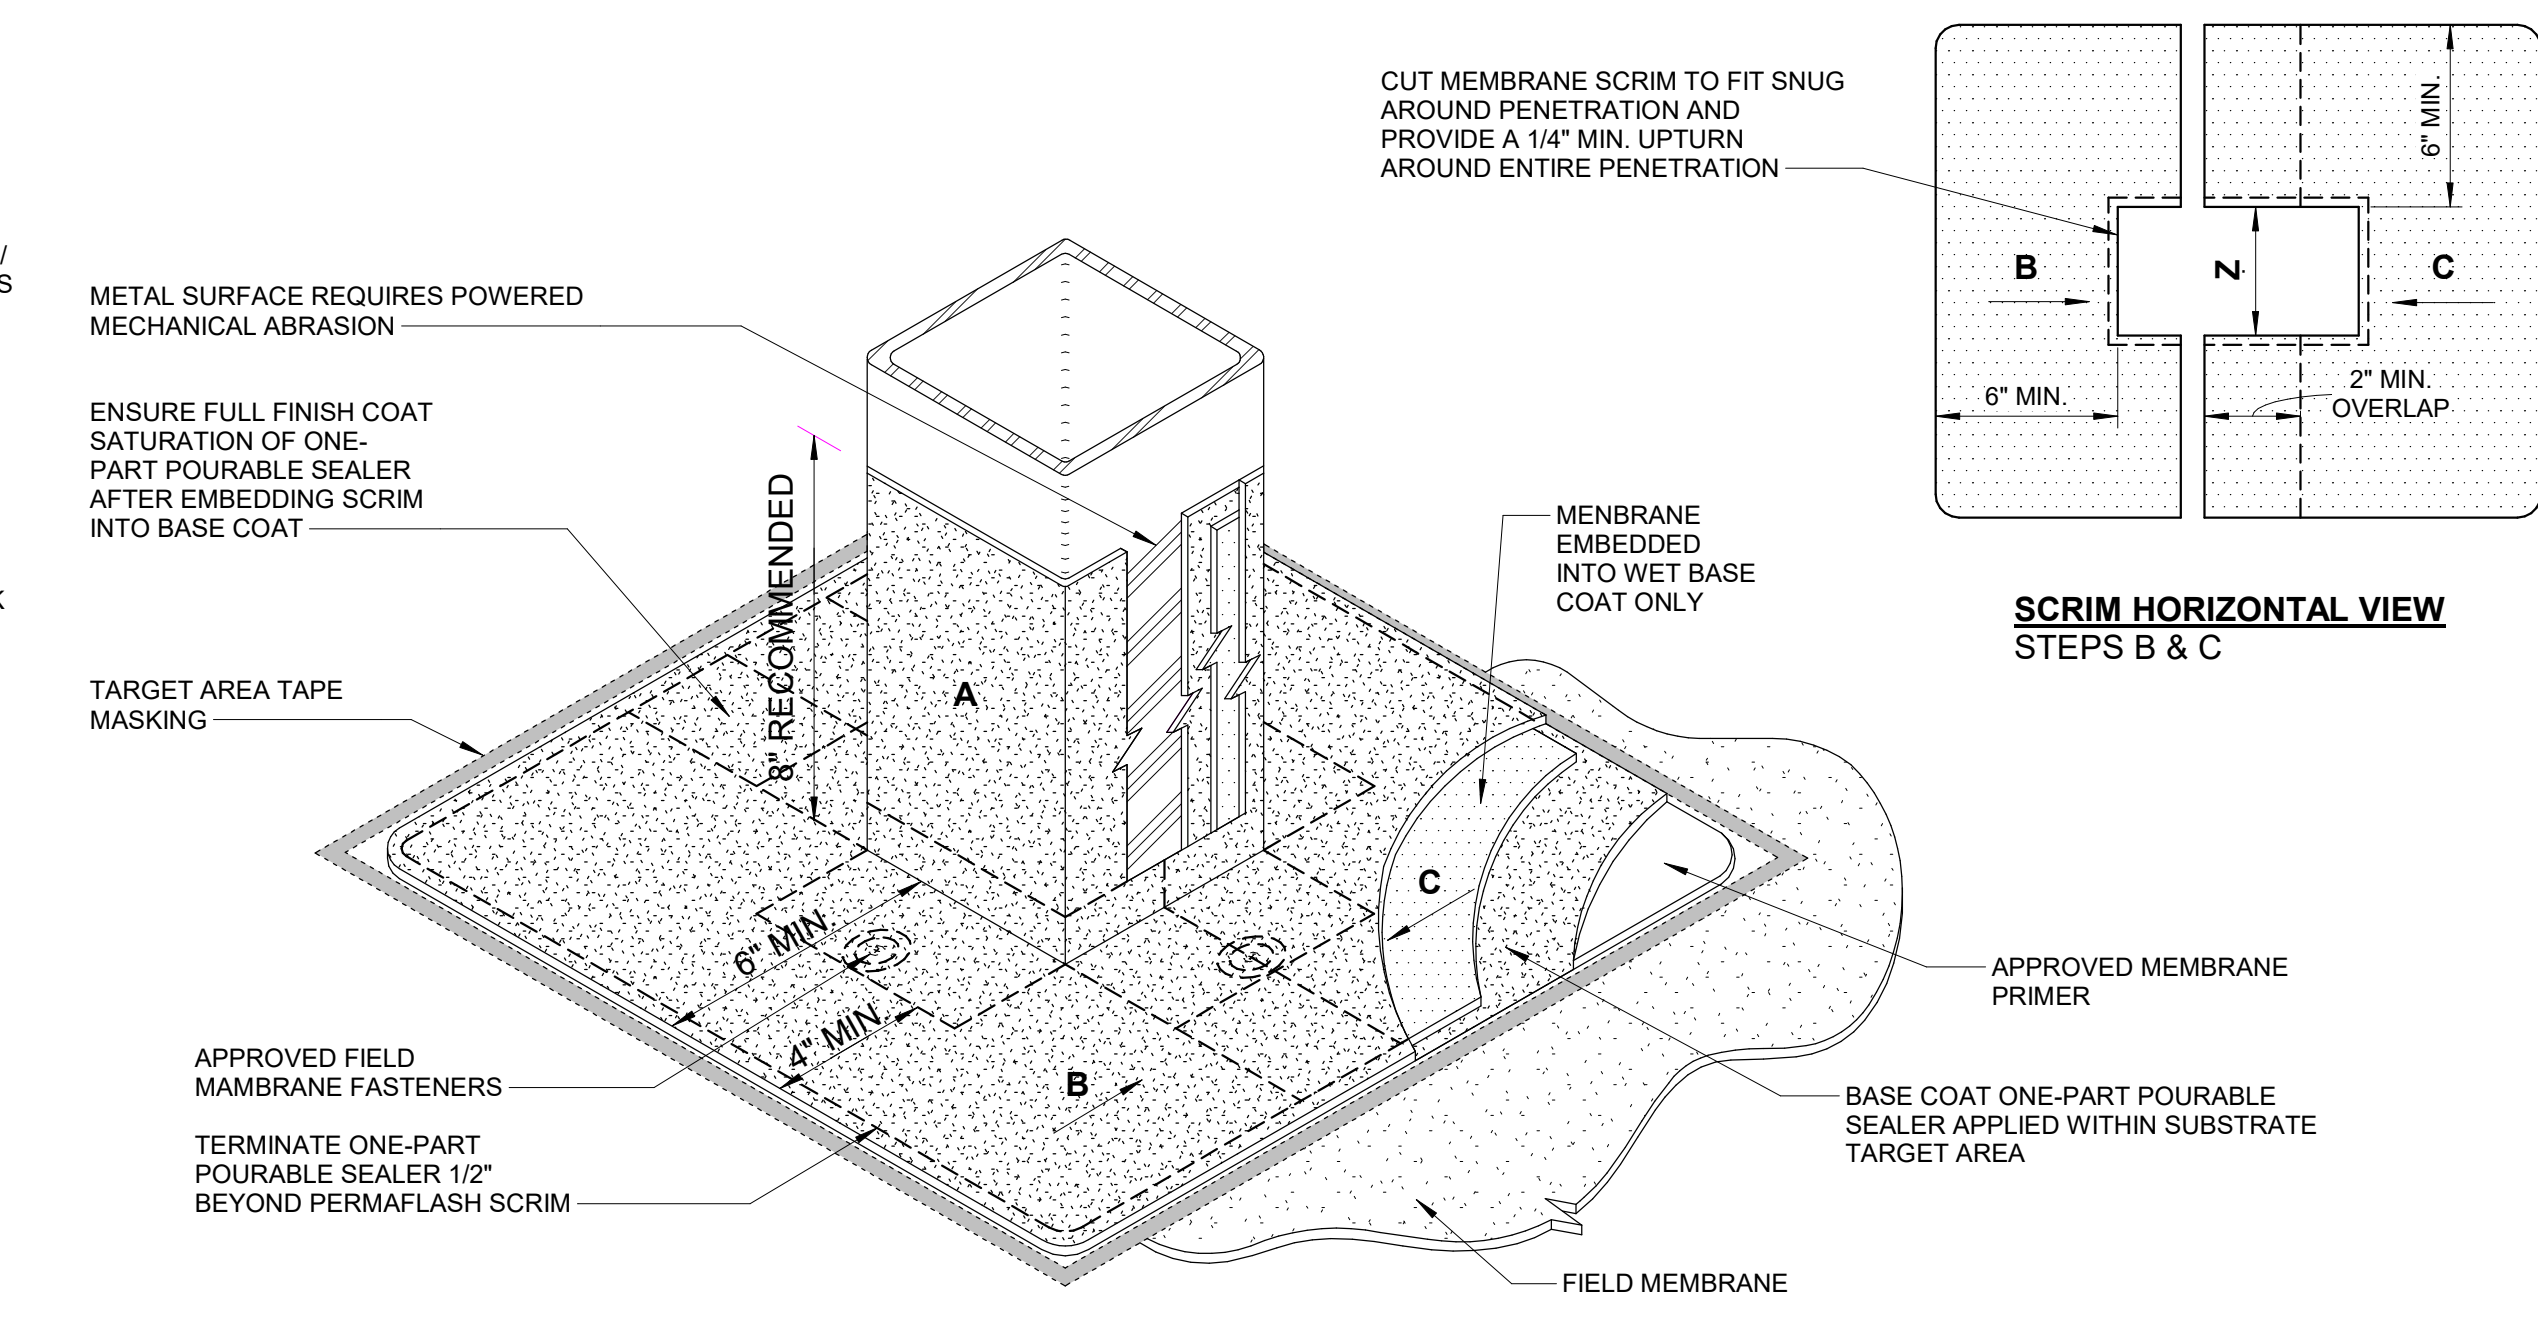 /
S
K
METAL SURFACE REQUIRES POWERED
MECHANICAL ABRASION
ENSURE FULL FINISH COAT
SATURATION OF ONE-
PART POURABLE SEALER
AFTER EMBEDDING SCRIM
INTO BASE COAT
TARGET AREA TAPE
MASKING
APPROVED FIELD
MAMBRANE FASTENERS
TERMINATE ONE-PART
POURABLE SEALER 1/2"
BEYOND PERMAFLASH SCRIM
8" RECOMMENDED
A
6" MIN.
4" MIN.
B
C
CUT MEMBRANE SCRIM TO FIT SNUG
AROUND PENETRATION AND
PROVIDE A 1/4" MIN. UPTURN
AROUND ENTIRE PENETRATION
MENBRANE
EMBEDDED
INTO WET BASE
COAT ONLY
6" MIN.
B
Z
C
6" MIN.
2" MIN.
OVERLAP
SCRIM HORIZONTAL VIEW
STEPS B & C
APPROVED MEMBRANE
PRIMER
BASE COAT ONE-PART POURABLE
SEALER APPLIED WITHIN SUBSTRATE
TARGET AREA
FIELD MEMBRANE